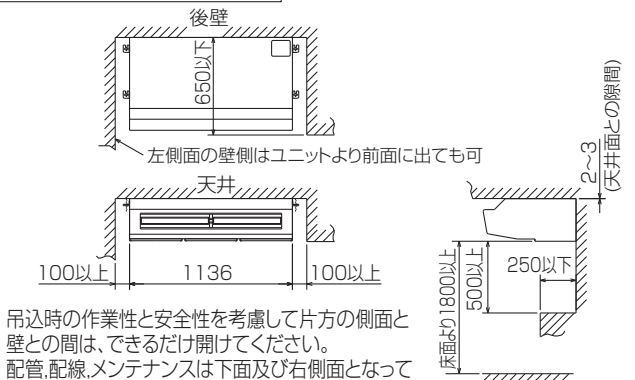 後壁
650以下
左側面の壁側はユニットより前面に出ても可
2~3
(天井面との隙間)
天井
100以上
1136
100以上
床面より1800以上
500以上
250以下
吊込時の作業性と安全性を考慮して片方の側面と
壁との間は、できるだけ開けてください。
配管,配線,メンテナンスは下面及び右側面となって